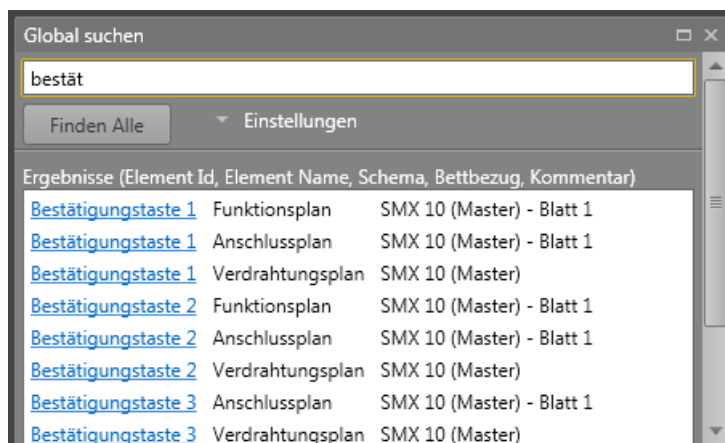 Global suchen
bestät
Finden Alle Einstellungen
Ergebnisse (Element Id, Element Name, Schema, Bettbezug, Kommentar)
Bestätigungstaste 1 Funktionsplan SMX 10 (Master) - Blatt 1
Bestätigungstaste 1 Anschlussplan SMX 10 (Master) - Blatt 1
Bestätigungstaste 1 Verdrahtungsplan SMX 10 (Master)
Bestätigungstaste 2 Funktionsplan SMX 10 (Master) - Blatt 1
Bestätigungstaste 2 Anschlussplan SMX 10 (Master) - Blatt 1
Bestätigungstaste 2 Verdrahtungsplan SMX 10 (Master)
Bestätigungstaste 3 Anschlussplan SMX 10 (Master) - Blatt 1
Bestätigungstaste 3 Verdrahtungsplan SMX 10 (Master)